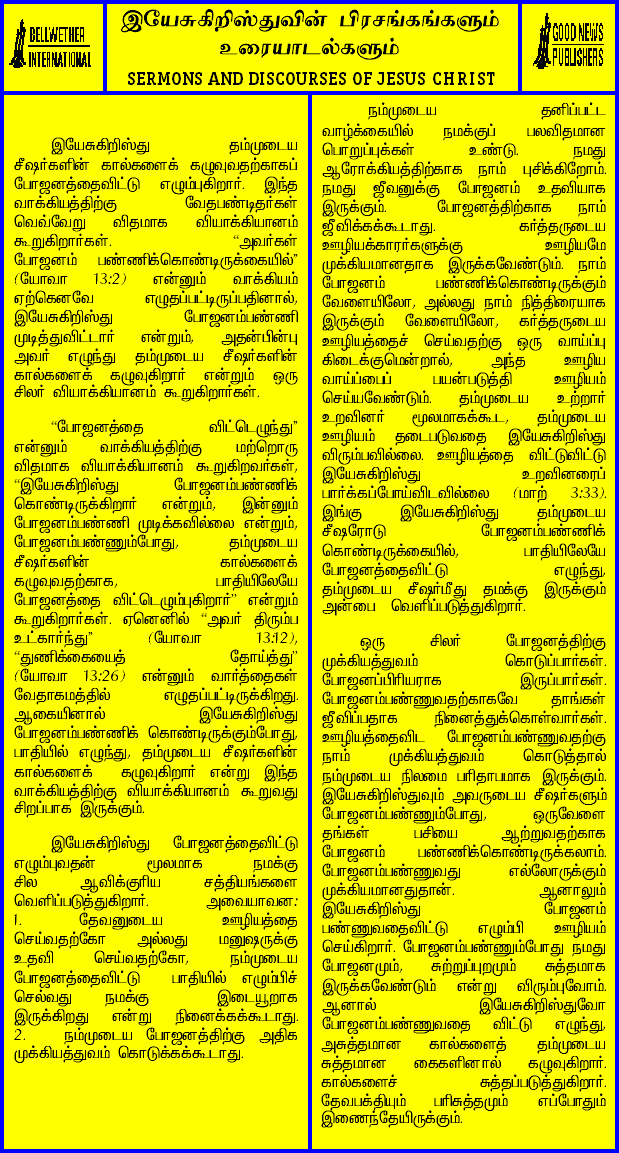 BELLWETHER
INTERNATIONAL
இயேசுகிறிஸ்துவின் பிரசங்கங்களும்
உரையாடல்களும்
SERMONS AND DISCOURSES OF JESUS CHRIST
GOOD NEWS
PUBLISHERS
இயேசுகிறிஸ்து தம்முடைய
சீஷர்களின் கால்களைக் கழுவுவதற்காகப்
போஜனத்தைவிட்டு எழும்புகிறார். இந்த
வாக்கியத்திற்கு வேதபண்டிதர்கள்
வெவ்வேறு விதமாக வியாக்கியானம்
கூறுகிறார்கள். “அவர்கள்
போஜனம் பண்ணிக்கொண்டிருக்கையில்”
(யோவா 13:2) என்னும் வாக்கியம்
ஏற்கெனவே எழுதப்பட்டிருப்பதினால்,
இயேசுகிறிஸ்து போஜனம்பண்ணி
முடித்துவிட்டார் என்றும், அதன்பின்பு
அவர் எழுந்து தம்முடைய சீஷர்களின்
கால்களைக் கழுவுகிறார் என்றும் ஒரு
சிலர் வியாக்கியானம் கூறுகிறார்கள்.
“போஜனத்தை விட்டெழுந்து”
என்னும் வாக்கியத்திற்கு மற்றொரு
விதமாக வியாக்கியானம் கூறுகிறவர்கள்,
“இயேசுகிறிஸ்து போஜனம்பண்ணிக்
கொண்டிருக்கிறார் என்றும், இன்னும்
போஜனம்பண்ணி முடிக்கவில்லை என்றும்,
போஜனம்பண்ணும்போது, தம்முடைய
சீஷர்களின் கால்களைக்
கழுவுவதற்காக, பாதியிலேயே
போஜனத்தை விட்டெழும்புகிறார்” என்றும்
கூறுகிறார்கள். ஏனெனில் “அவர் திரும்ப
உட்கார்ந்து” (யோவா 13:12),
“துணிக்கையைத் தோய்த்து”
(யோவா 13:26) என்னும் வார்த்தைகள்
வேதாகமத்தில் எழுதப்பட்டிருக்கிறது.
ஆகையினால் இயேசுகிறிஸ்து
போஜனம்பண்ணிக் கொண்டிருக்கும்போது,
பாதியில் எழுந்து, தம்முடைய சீஷர்களின்
கால்களைக் கழுவுகிறார் என்று இந்த
வாக்கியத்திற்கு வியாக்கியானம் கூறுவது
சிறப்பாக இருக்கும்.
இயேசுகிறிஸ்து போஜனத்தைவிட்டு
எழும்புவதன் மூலமாக நமக்கு
சில ஆவிக்குரிய சத்தியங்களை
வெளிப்படுத்துகிறார். அவையாவன:
1. தேவனுடைய ஊழியத்தை
செய்வதற்கோ அல்லது மனுஷருக்கு
உதவி செய்வதற்கோ, நம்முடைய
போஜனத்தைவிட்டு பாதியில் எழும்பிச்
செல்வது நமக்கு இடையூறாக
இருக்கிறது என்று நினைக்கக்கூடாது.
2. நம்முடைய போஜனத்திற்கு அதிக
முக்கியத்துவம் கொடுக்கக்கூடாது.
நம்முடைய தனிப்பட்ட
வாழ்க்கையில் நமக்குப் பலவிதமான
பொறுப்புக்கள் உண்டு. நமது
ஆரோக்கியத்திற்காக நாம் புசிக்கிறோம்.
நமது ஜீவனுக்கு போஜனம் உதவியாக
இருக்கும். போஜனத்திற்காக நாம்
ஜீவிக்கக்கூடாது. கர்த்தருடைய
ஊழியக்காரர்களுக்கு ஊழியமே
முக்கியமானதாக இருக்கவேண்டும். நாம்
போஜனம் பண்ணிக்கொண்டிருக்கும்
வேளையிலோ, அல்லது நாம் நித்திரையாக
இருக்கும் வேளையிலோ, கர்த்தருடைய
ஊழியத்தைச் செய்வதற்கு ஒரு வாய்ப்பு
கிடைக்குமென்றால், அந்த ஊழிய
வாய்ப்பைப் பயன்படுத்தி ஊழியம்
செய்யவேண்டும். தம்முடைய உற்றார்
உறவினர் மூலமாகக்கூட, தம்முடைய
ஊழியம் தடைபடுவதை இயேசுகிறிஸ்து
விரும்பவில்லை. ஊழியத்தை விட்டுவிட்டு
இயேசுகிறிஸ்து உறவினரைப்
பார்க்கப்போய்விடவில்லை (மாற் 3:33).
இங்கு இயேசுகிறிஸ்து தம்முடைய
சீஷரோடு போஜனம்பண்ணிக்
கொண்டிருக்கையில், பாதியிலேயே
போஜனத்தைவிட்டு எழுந்து,
தம்முடைய சீஷர்மீது தமக்கு இருக்கும்
அன்பை வெளிப்படுத்துகிறார்.
ஒரு சிலர் போஜனத்திற்கு
முக்கியத்துவம் கொடுப்பார்கள்.
போஜனப்பிரியராக இருப்பார்கள்.
போஜனம்பண்ணுவதற்காகவே தாங்கள்
ஜீவிப்பதாக நினைத்துக்கொள்வார்கள்.
ஊழியத்தைவிட போஜனம்பண்ணுவதற்கு
நாம் முக்கியத்துவம் கொடுத்தால்
நம்முடைய நிலமை பரிதாபமாக இருக்கும்.
இயேசுகிறிஸ்துவும் அவருடைய சீஷர்களும்
போஜனம்பண்ணும்போது, ஒருவேளை
தங்கள் பசியை ஆற்றுவதற்காக
போஜனம் பண்ணிக்கொண்டிருக்கலாம்.
போஜனம்பண்ணுவது எல்லோருக்கும்
முக்கியமானதுதான். ஆனாலும்
இயேசுகிறிஸ்து போஜனம்
பண்ணுவதைவிட்டு எழும்பி ஊழியம்
செய்கிறார். போஜனம்பண்ணும்போது நமது
போஜனமும், சுற்றுப்புறமும் சுத்தமாக
இருக்கவேண்டும் என்று விரும்புவோம்.
ஆனால் இயேசுகிறிஸ்துவோ
போஜனம்பண்ணுவதை விட்டு எழுந்து,
அசுத்தமான கால்களைத் தம்முடைய
சுத்தமான கைகளினால் கழுவுகிறார்.
கால்களைச் சுத்தப்படுத்துகிறார்.
தேவபக்தியும் பரிசுத்தமும் எப்போதும்
இணைந்தேயிருக்கும்.